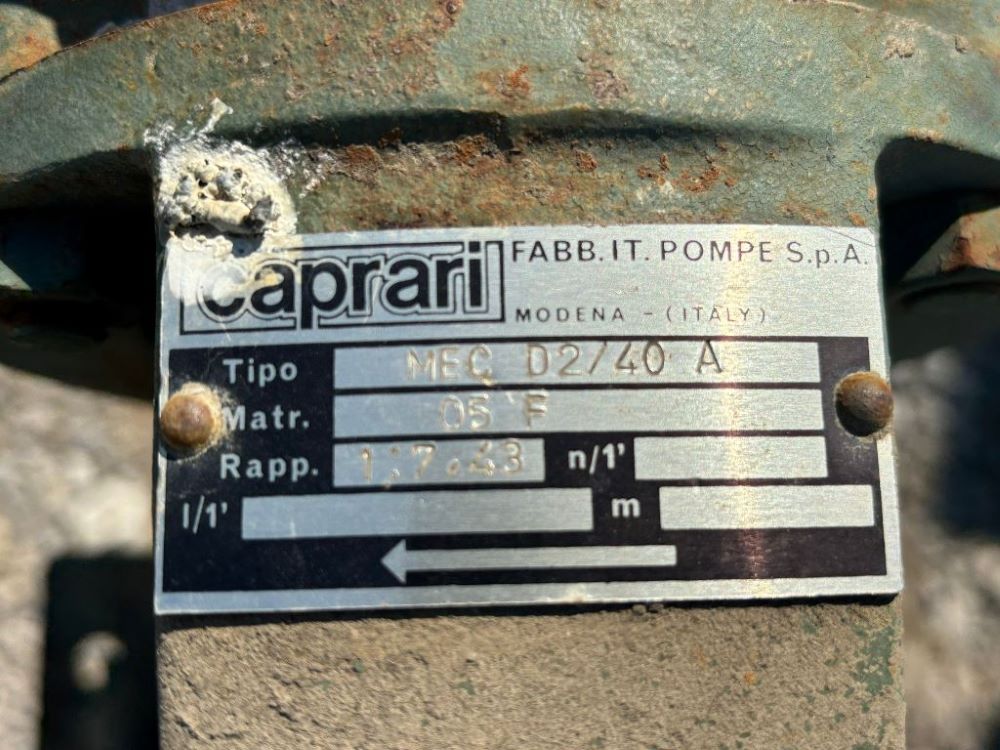 caprari FABB. IT. POMPE S.p.A.
MODENA - (ITALY)
Tipo MEC D2/40 A
Matr. 05 F
Rapp. 1:7.43 n/1'
l/1' m